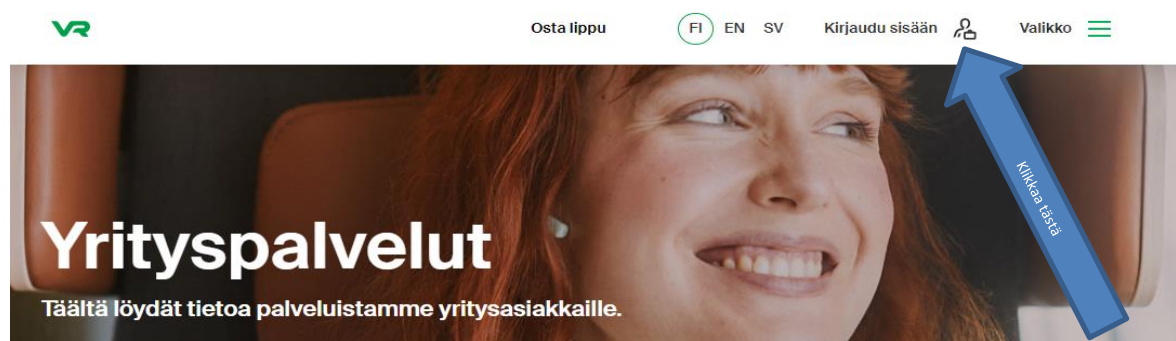 VR
Osta lippu
FI EN SV
Kirjaudu sisään
Valikko
Klikkaa tästä
Yrityspalvelut
Täältä löydät tietoa palveluistamme yritysasiakkaille.